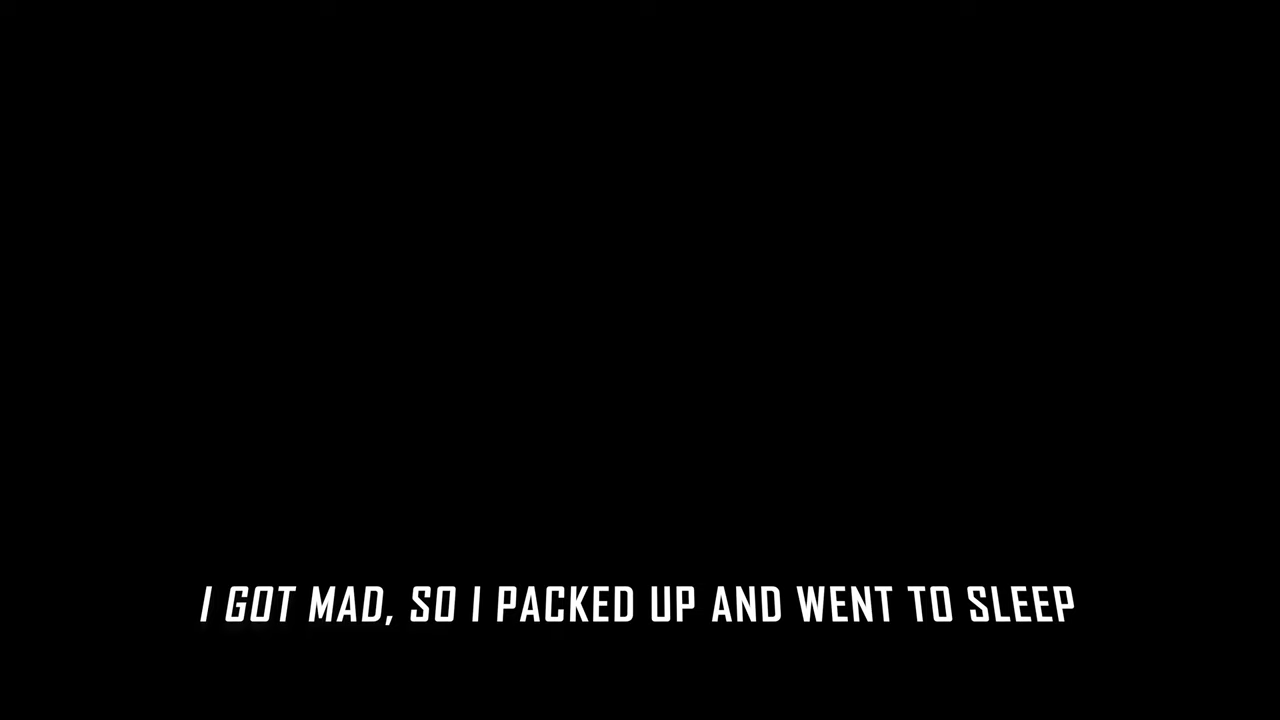 I GOT MAD, SO I PACKED UP AND WENT TO SLEEP